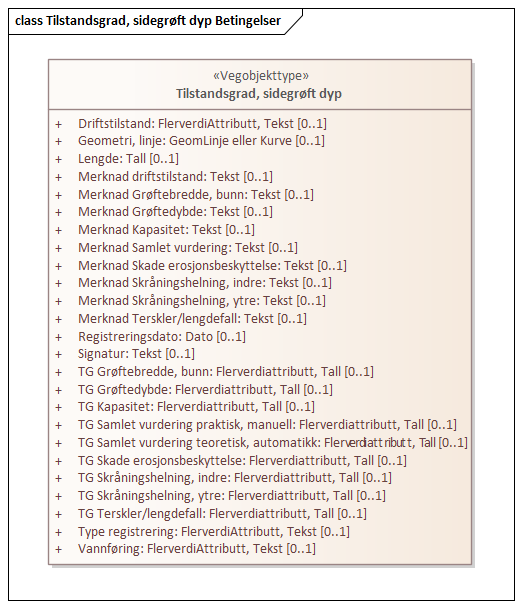 class Tilstandsgrad, sidegrøft dyp Betingelser
«Vegobjekttype»
Tilstandsgrad, sidegrøft dyp
+ Driftstilstand: FlerverdiAttributt, Tekst [0..1]
+ Geometri, linje: GeomLinje eller Kurve [0..1]
+ Lengde: Tall [0..1]
+ Merknad driftstilstand: Tekst [0..1]
+ Merknad Grøftebredde, bunn: Tekst [0..1]
+ Merknad Grøftedybde: Tekst [0..1]
+ Merknad Kapasitet: Tekst [0..1]
+ Merknad Samlet vurdering: Tekst [0..1]
+ Merknad Skade erosjonsbeskyttelse: Tekst [0..1]
+ Merknad Skråningshelning, indre: Tekst [0..1]
+ Merknad Skråningshelning, ytre: Tekst [0..1]
+ Merknad Terskler/lengdefall: Tekst [0..1]
+ Registreringsdato: Dato [0..1]
+ Signatur: Tekst [0..1]
+ TG Grøftebredde, bunn: Flerverdiattributt, Tall [0..1]
+ TG Grøftedybde: Flerverdiattributt, Tall [0..1]
+ TG Kapasitet: Flerverdiattributt, Tall [0..1]
+ TG Samlet vurdering praktisk, manuell: Flerverdiattributt, Tall [0..1]
+ TG Samlet vurdering teoretisk, automatikk: Flerverdiattributt, Tall [0..1]
+ TG Skade erosjonsbeskyttelse: Flerverdiattributt, Tall [0..1]
+ TG Skråningshelning, indre: Flerverdiattributt, Tall [0..1]
+ TG Skråningshelning, ytre: Flerverdiattributt, Tall [0..1]
+ TG Terskler/lengdefall: Flerverdiattributt, Tall [0..1]
+ Type registrering: FlerverdiAttributt, Tekst [0..1]
+ Vannføring: FlerverdiAttributt, Tekst [0..1]